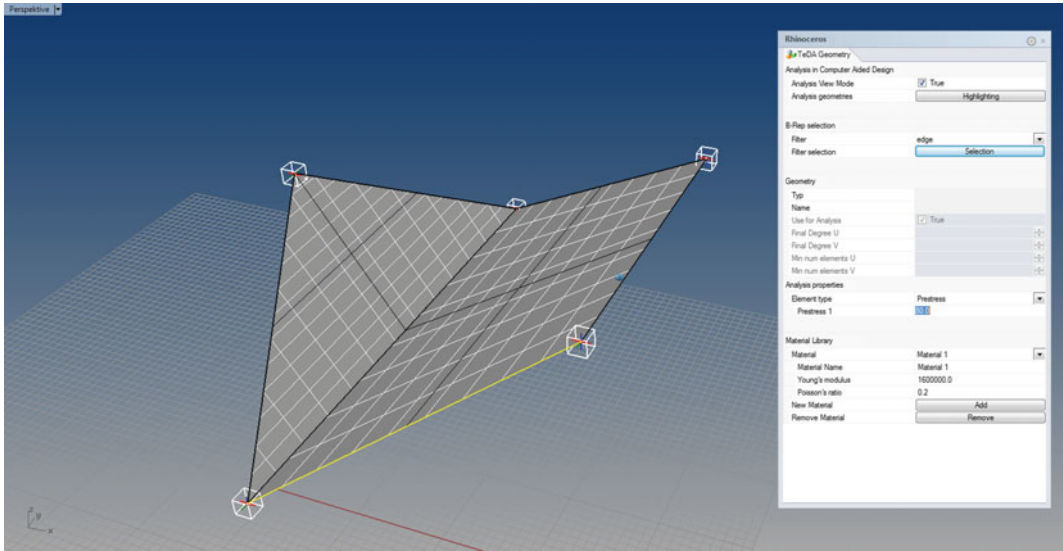 Perspektive
Rhinoceros
TeDA Geometry
Analysis in Computer Aided Design
Analysis View Mode True
Analysis geometries Highlighting
B-Rep selection
Filter edge
Filter selection Selection
Geometry
Typ
Name
Use for Analysis True
Final Degree U
Final Degree V
Min num elements U
Min num elements V
Analysis properties
Element type Prestress
Prestress 1
Material Library
Material Material 1
Material Name Material 1
Young's modulus 1600000.0
Poisson's ratio 0.2
New Material Add
Remove Material Remove
z
y
x